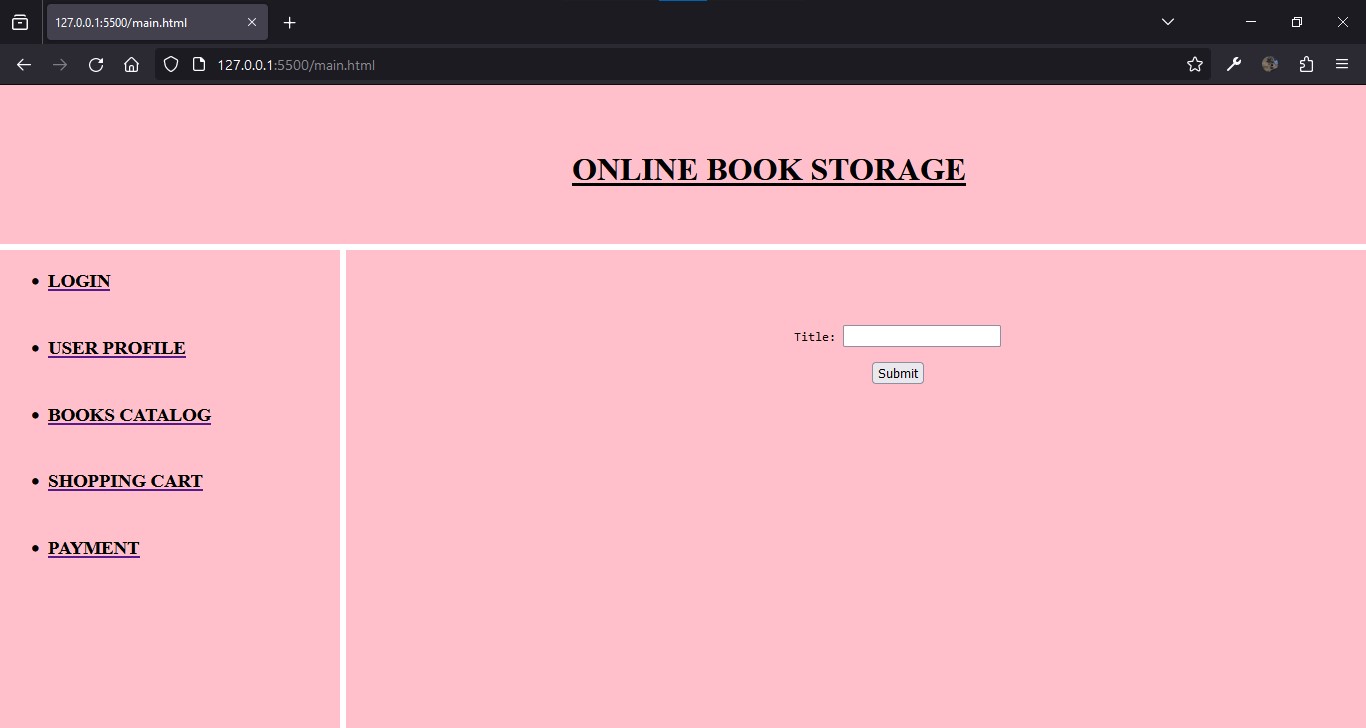 127.0.0.1:5500/main.html
127.0.0.1:5500/main.html
ONLINE BOOK STORAGE
LOGIN
USER PROFILE
BOOKS CATALOG
SHOPPING CART
PAYMENT
Title:
Submit